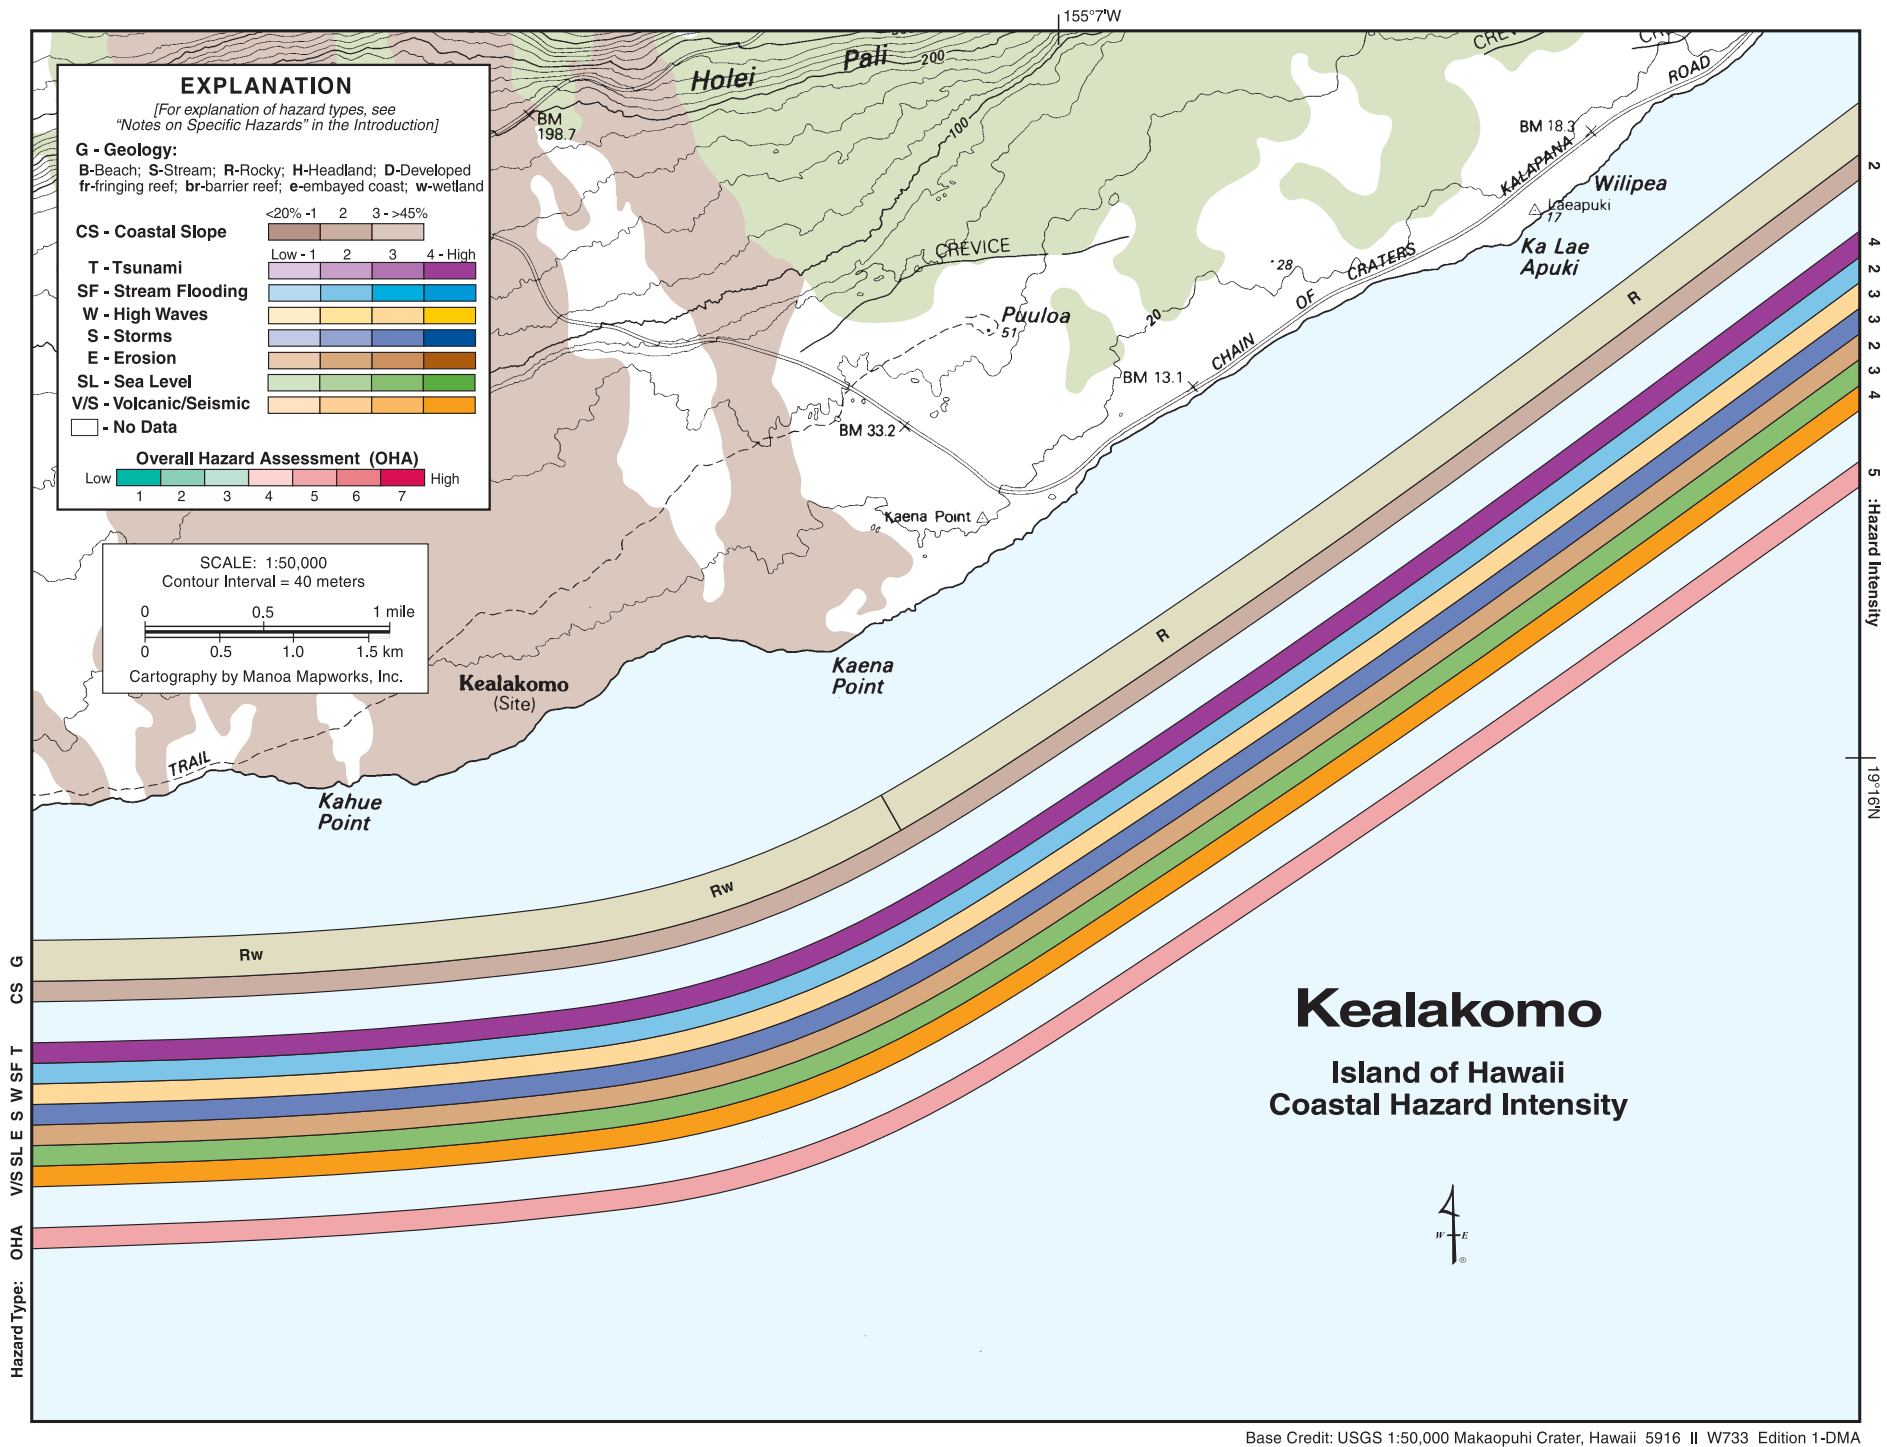 155°7'W
EXPLANATION
[For explanation of hazard types, see
“Notes on Specific Hazards” in the Introduction]
G - Geology:
B-Beach; S-Stream; R-Rocky; H-Headland; D-Developed
fr-fringing reef; br-barrier reef; e-embayed coast; w-wetland
<20% -1 2 3 - >45%
CS - Coastal Slope
Low - 1 2 3 4 - High
T - Tsunami
SF - Stream Flooding
W - High Waves
S - Storms
E - Erosion
SL - Sea Level
V/S - Volcanic/Seismic
- No Data
Overall Hazard Assessment (OHA)
Low High
1 2 3 4 5 6 7
SCALE: 1:50,000
Contour Interval = 40 meters
0 0.5 1 mile
0 0.5 1.0 1.5 km
Cartography by Manoa Mapworks, Inc.
Holei Pali
200
100
BM
198.7
CREVICE
Puuloa
51
20
28
BM 33.2
BM 13.1
BM 18.3
CHAIN OF CRATERS
KALAPANA ROAD
Wilipea
Laeapuki
17
Ka Lae
Apuki
Kaena Point
Kaena
Point
Kealakomo
(Site)
TRAIL
Kahue
Point
R
R
Rw
Rw
2
4
2
3
3
2
3
4
5
:Hazard Intensity
19°16'N
G
CS
T
SF
W
S
E
SL
V/S
OHA
Hazard Type:
Kealakomo
Island of Hawaii
Coastal Hazard Intensity
W E
®
Base Credit: USGS 1:50,000 Makaopuhi Crater, Hawaii 5916 II W733 Edition 1-DMA